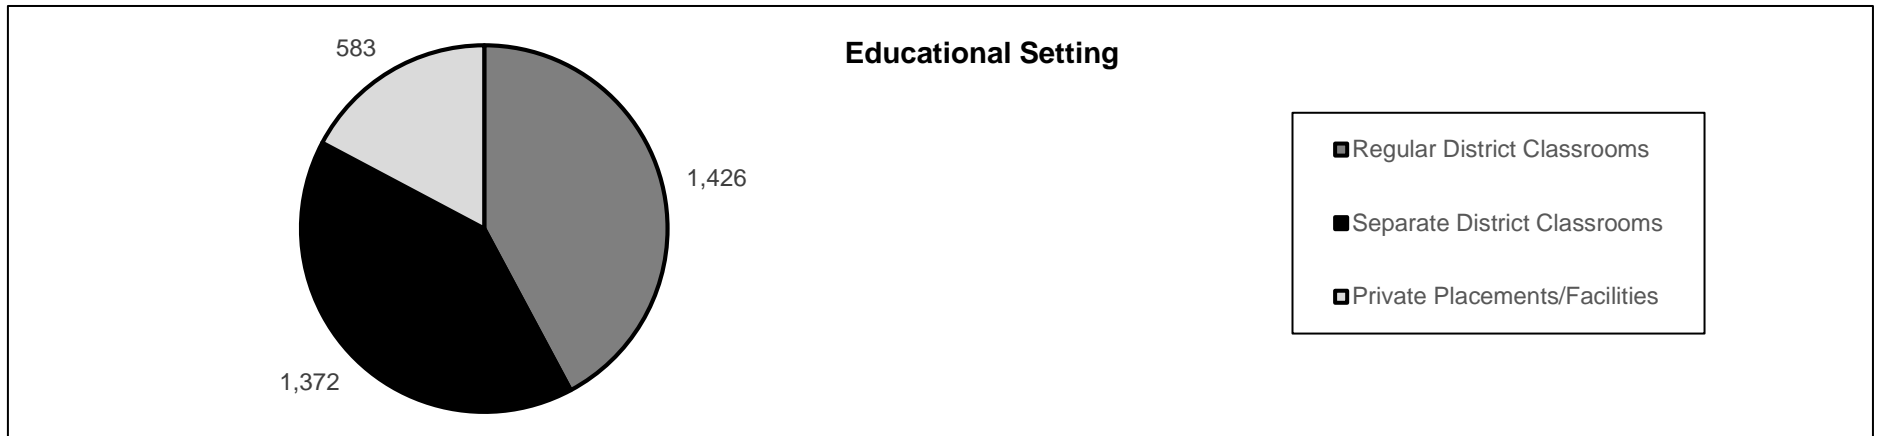 Educational Setting
583
1,426
1,372
Regular District Classrooms
Separate District Classrooms
Private Placements/Facilities